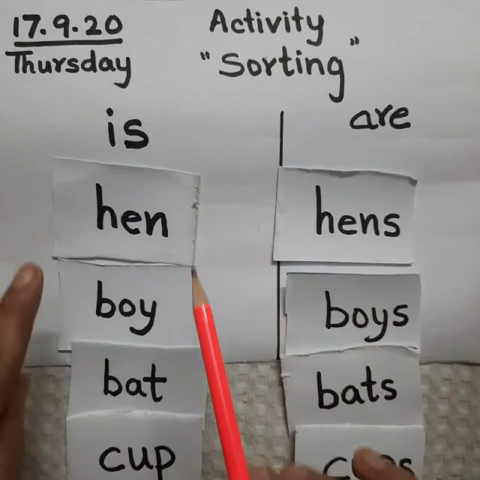 17.9.20
Thursday
Activity
"Sorting"
is
are
hen
hens
boy
boys
bat
bats
cup